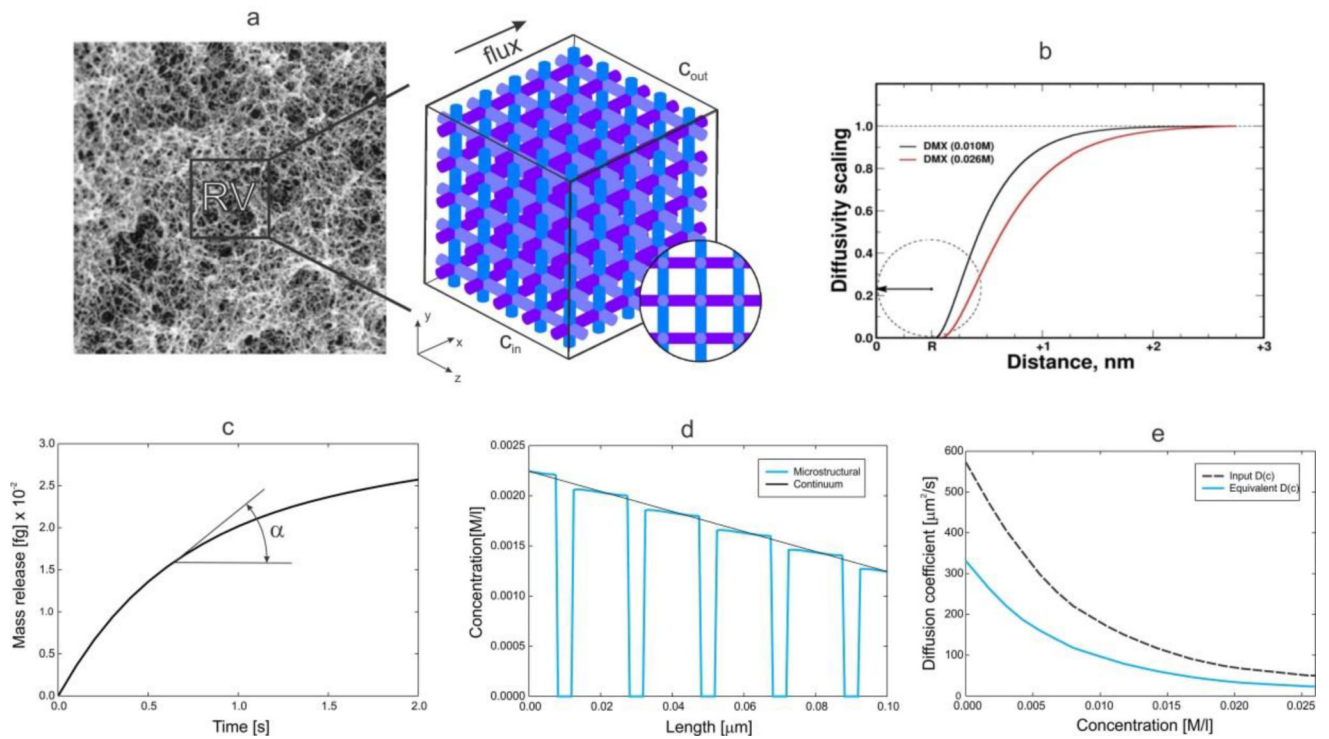 a
RV
flux
c out
c in
y
x
z
b
Diffusivity scaling
1.0
0.8
0.6
0.4
0.2
0.0
DMX (0.010M)
DMX (0.026M)
0
R
+1
+2
+3
Distance, nm
c
Mass release [fg] x 10⁻²
3.0
2.5
2.0
1.5
1.0
0.5
0.0
α
0.0
0.5
1.0
1.5
2.0
Time [s]
d
Concentration[M/l]
0.0025
0.0020
0.0015
0.0010
0.0005
0.0000
Microstructural
Continuum
0.00
0.02
0.04
0.06
0.08
0.10
Length [μm]
e
Diffusion coefficient [μm²/s]
600
500
400
300
200
100
0
Input D(c)
Equivalent D(c)
0.000
0.005
0.010
0.015
0.020
0.025
Concentration [M/l]